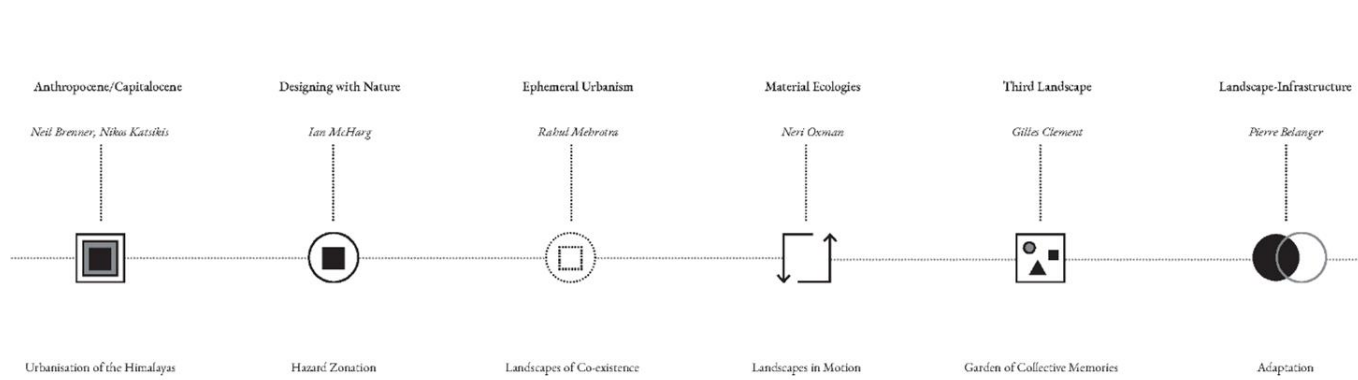 Anthropocene/Capitalocene
Designing with Nature
Ephemeral Urbanism
Material Ecologies
Third Landscape
Landscape-Infrastructure
Neil Brenner, Nikos Katsikis
Ian McHarg
Rahul Mehrotra
Neri Oxman
Gilles Clement
Pierre Belanger
Urbanisation of the Himalayas
Hazard Zonation
Landscapes of Co-existence
Landscapes in Motion
Garden of Collective Memories
Adaptation